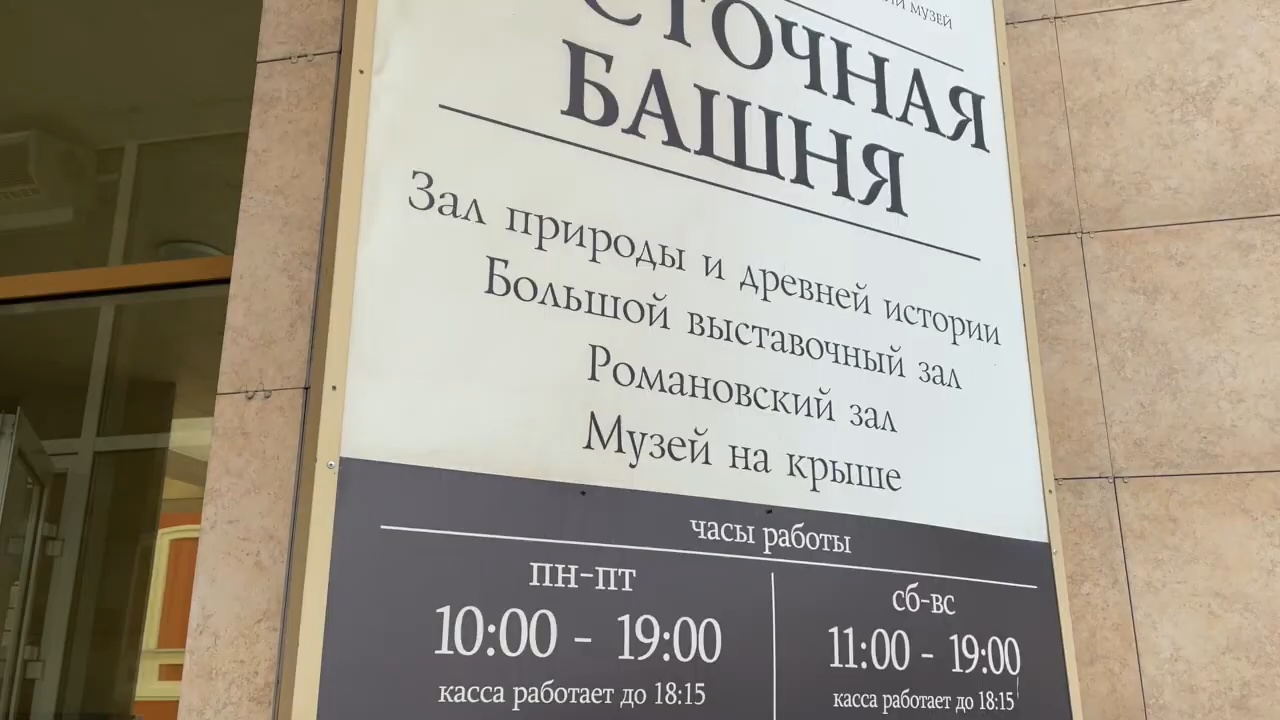 МУЗЕЙ
БАШНЯ
Зал природы и древней истории
Большой выставочный зал
Романовский зал
Музей на крыше
часы работы
пн-пт
10:00 - 19:00
касса работает до 18:15
сб-вс
11:00 - 19:00
касса работает до 18:15